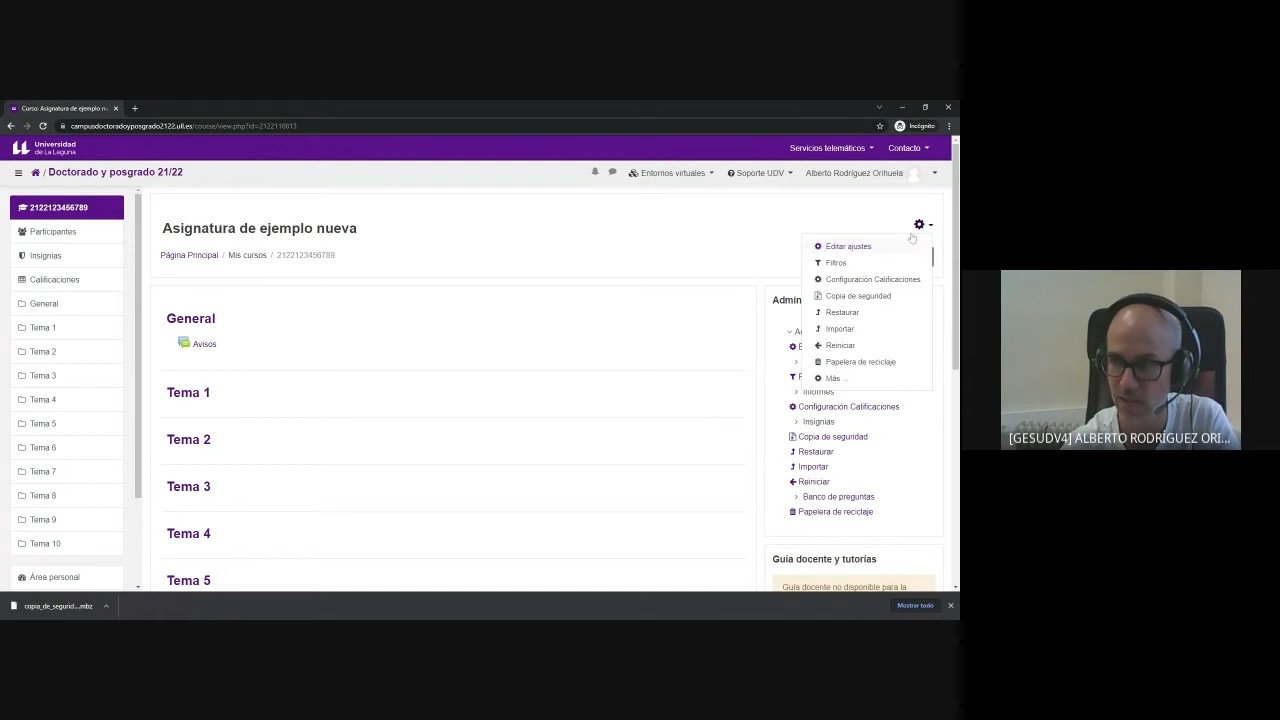 Curso: Asignatura de ejemplo n
campusdoctoradoyposgrado2122.ull.es/course/view.php?id=2122110813
Incógnito
Universidad
de La Laguna
Servicios telemáticos
Contacto
/ Doctorado y posgrado 21/22
Entornos virtuales
Soporte UDV
Alberto Rodríguez Orihuela
2122123456789
Participantes
Insignias
Calificaciones
General
Tema 1
Tema 2
Tema 3
Tema 4
Tema 5
Tema 6
Tema 7
Tema 8
Tema 9
Tema 10
Área personal
Asignatura de ejemplo nueva
Página Principal / Mis cursos / 2122123456789
General
Avisos
Tema 1
Tema 2
Tema 3
Tema 4
Tema 5
Editar ajustes
Filtros
Configuración Calificaciones
Copia de seguridad
Restaurar
Importar
Reiniciar
Papelera de reciclaje
Más ...
Admin
Informes
Configuración Calificaciones
Insignias
Copia de seguridad
Restaurar
Importar
Reiniciar
Banco de preguntas
Papelera de reciclaje
Guía docente y tutorías
Guía docente no disponible para la
copia_de_segurid....mbz
Mostrar todo
[GESUDV4] ALBERTO RODRÍGUEZ ORI...